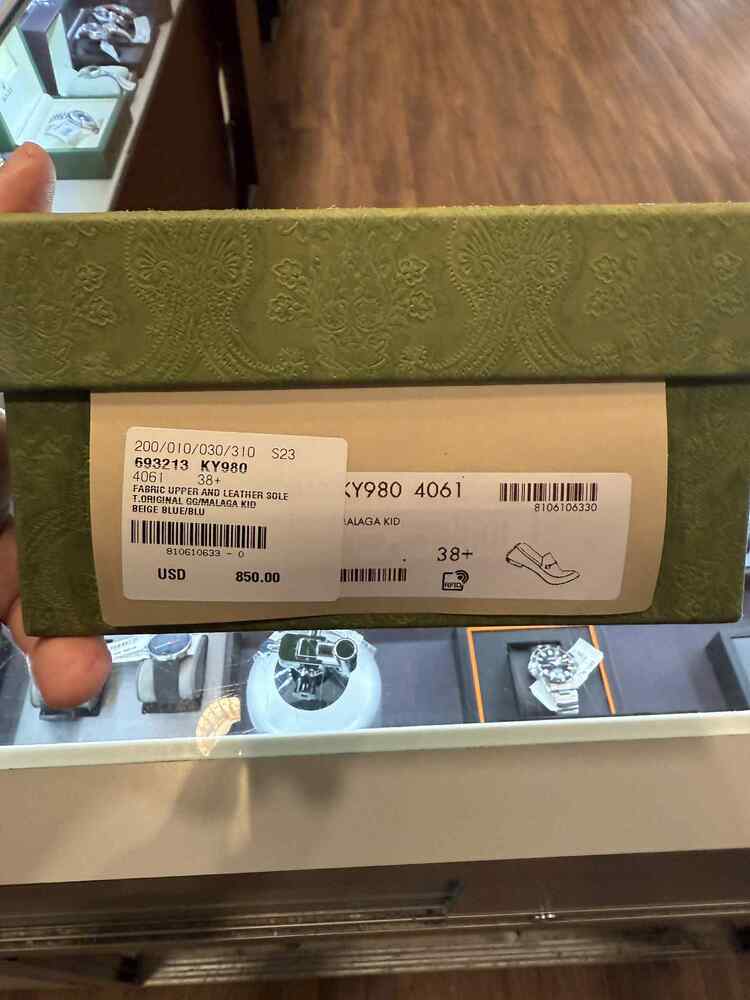 200/010/030/310 S23
693213 KY980
4061 38+
FABRIC UPPER AND LEATHER SOLE
T.ORIGINAL GG/MALAGA KID
BEIGE BLUE/BLU
810610633 - 0
USD 850.00
KY980 4061
8106106330
MALAGA KID
38+
RFID